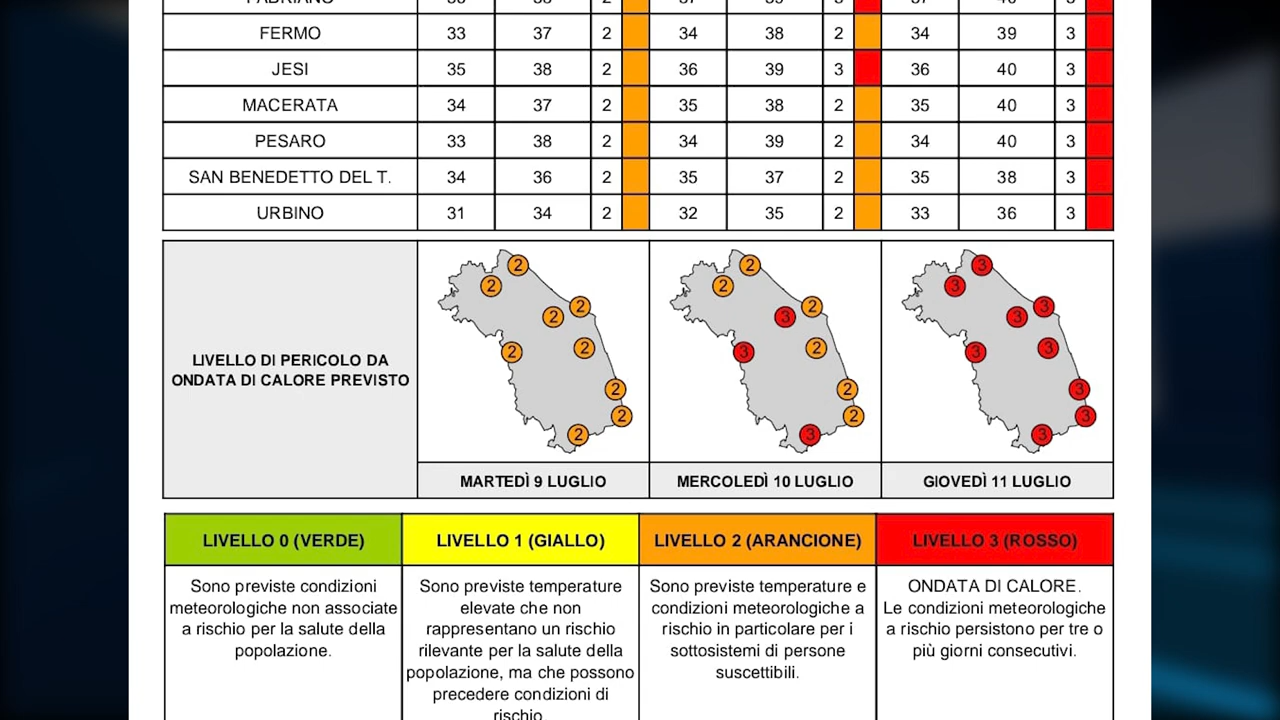 FERMO 33 37 2 34 38 2 34 39 3
JESI 35 38 2 36 39 3 36 40 3
MACERATA 34 37 2 35 38 2 35 40 3
PESARO 33 38 2 34 39 2 34 40 3
SAN BENEDETTO DEL T. 34 36 2 35 37 2 35 38 3
URBINO 31 34 2 32 35 2 33 36 3
LIVELLO DI PERICOLO DA
ONDATA DI CALORE PREVISTO
2
2
2
2
2
2
2
2
2
MARTEDÌ 9 LUGLIO
2
2
2
3
2
3
2
2
3
MERCOLEDÌ 10 LUGLIO
3
3
3
3
3
3
3
3
3
GIOVEDÌ 11 LUGLIO
LIVELLO 0 (VERDE)
Sono previste condizioni
meteorologiche non associate
a rischio per la salute della
popolazione.
LIVELLO 1 (GIALLO)
Sono previste temperature
elevate che non
rappresentano un rischio
rilevante per la salute della
popolazione, ma che possono
precedere condizioni di
rischio.
LIVELLO 2 (ARANCIONE)
Sono previste temperature e
condizioni meteorologiche a
rischio in particolare per i
sottosistemi di persone
suscettibili.
LIVELLO 3 (ROSSO)
ONDATA DI CALORE.
Le condizioni meteorologiche
a rischio persistono per tre o
più giorni consecutivi.